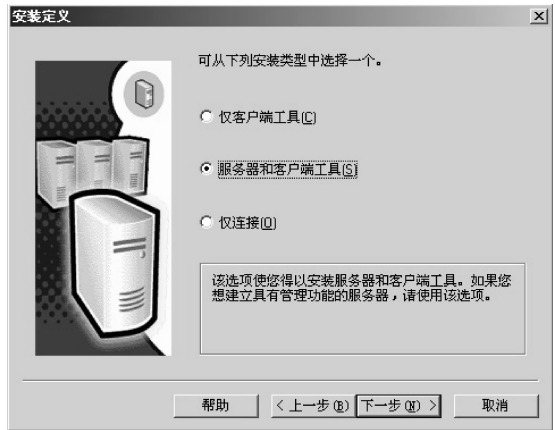 安装定义
可从下列安装类型中选择一个。
仅客户端工具(C)
服务器和客户端工具(S)
仅连接(O)
该选项使您得以安装服务器和客户端工具。如果您
想建立具有管理功能的服务器，请使用该选项。
帮助
< 上一步(B)
下一步(N) >
取消